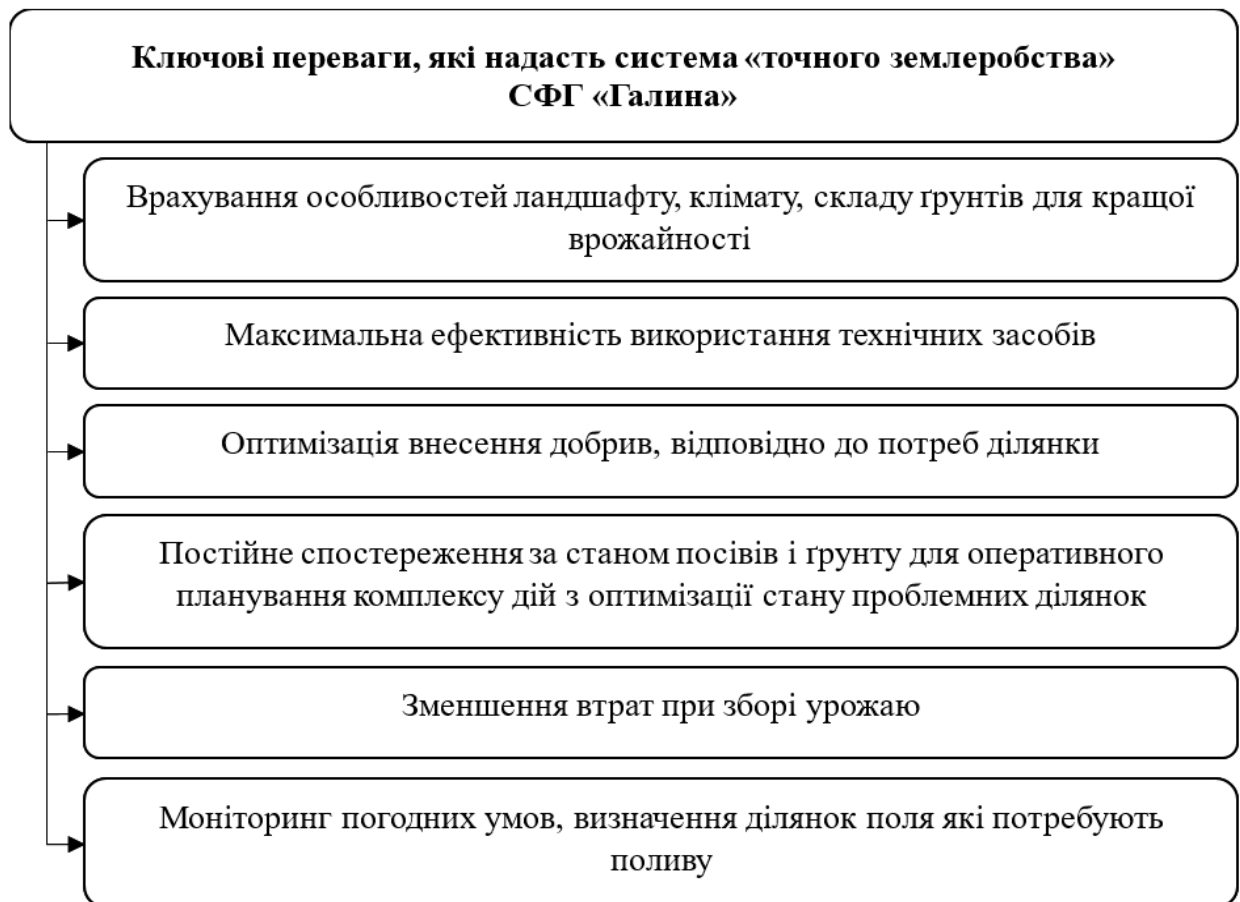 Ключові переваги, які надасть система «точного землеробства»
СФГ «Галина»
Врахування особливостей ландшафту, клімату, складу ґрунтів для кращої
врожайності
Максимальна ефективність використання технічних засобів
Оптимізація внесення добрив, відповідно до потреб ділянки
Постійне спостереження за станом посівів і ґрунту для оперативного
планування комплексу дій з оптимізації стану проблемних ділянок
Зменшення втрат при зборі урожаю
Моніторинг погодних умов, визначення ділянок поля які потребують
поливу